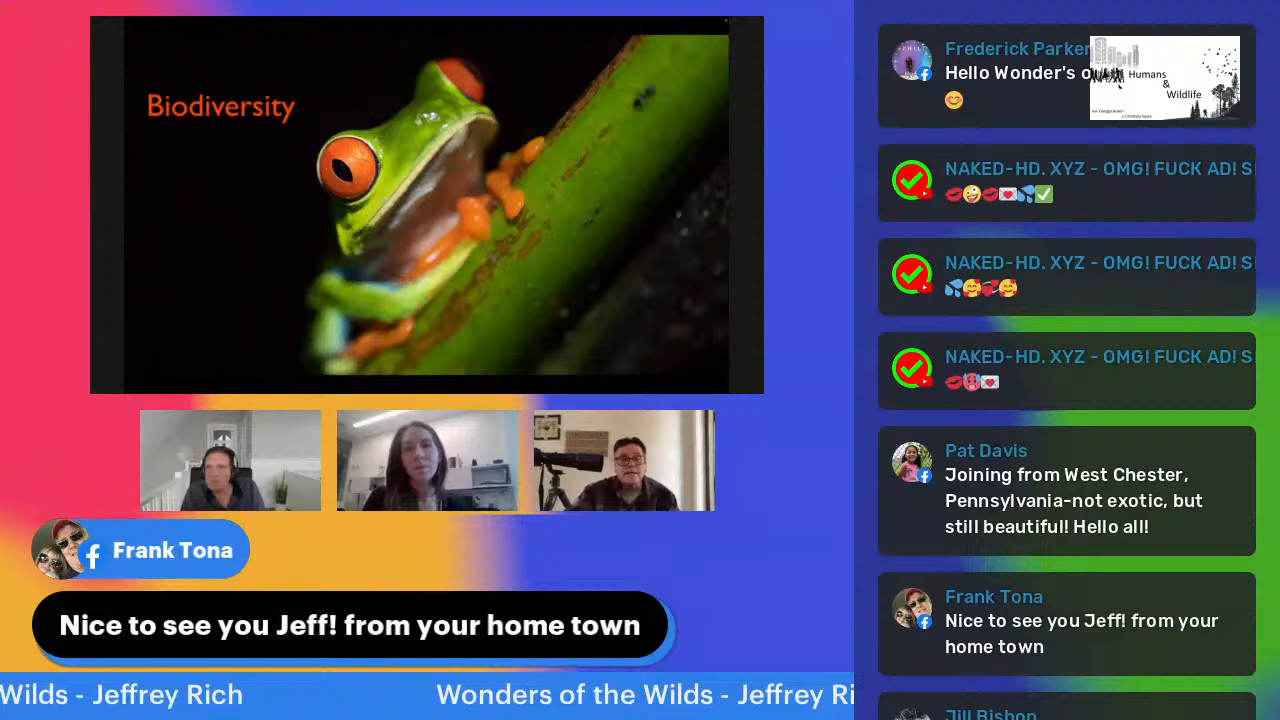 Biodiversity
Frank Tona
Nice to see you Jeff! from your home town
Wilds - Jeffrey Rich
Wonders of the Wilds - Jeffrey Ri
Frederick Parker
Hello Wonder's o
Humans
&
Wildlife
NAKED-HD. XYZ - OMG! FUCK AD! S
NAKED-HD. XYZ - OMG! FUCK AD! S
NAKED-HD. XYZ - OMG! FUCK AD! S
Pat Davis
Joining from West Chester,
Pennsylvania-not exotic, but
still beautiful! Hello all!
Frank Tona
Nice to see you Jeff! from your
home town
Jill Bishop